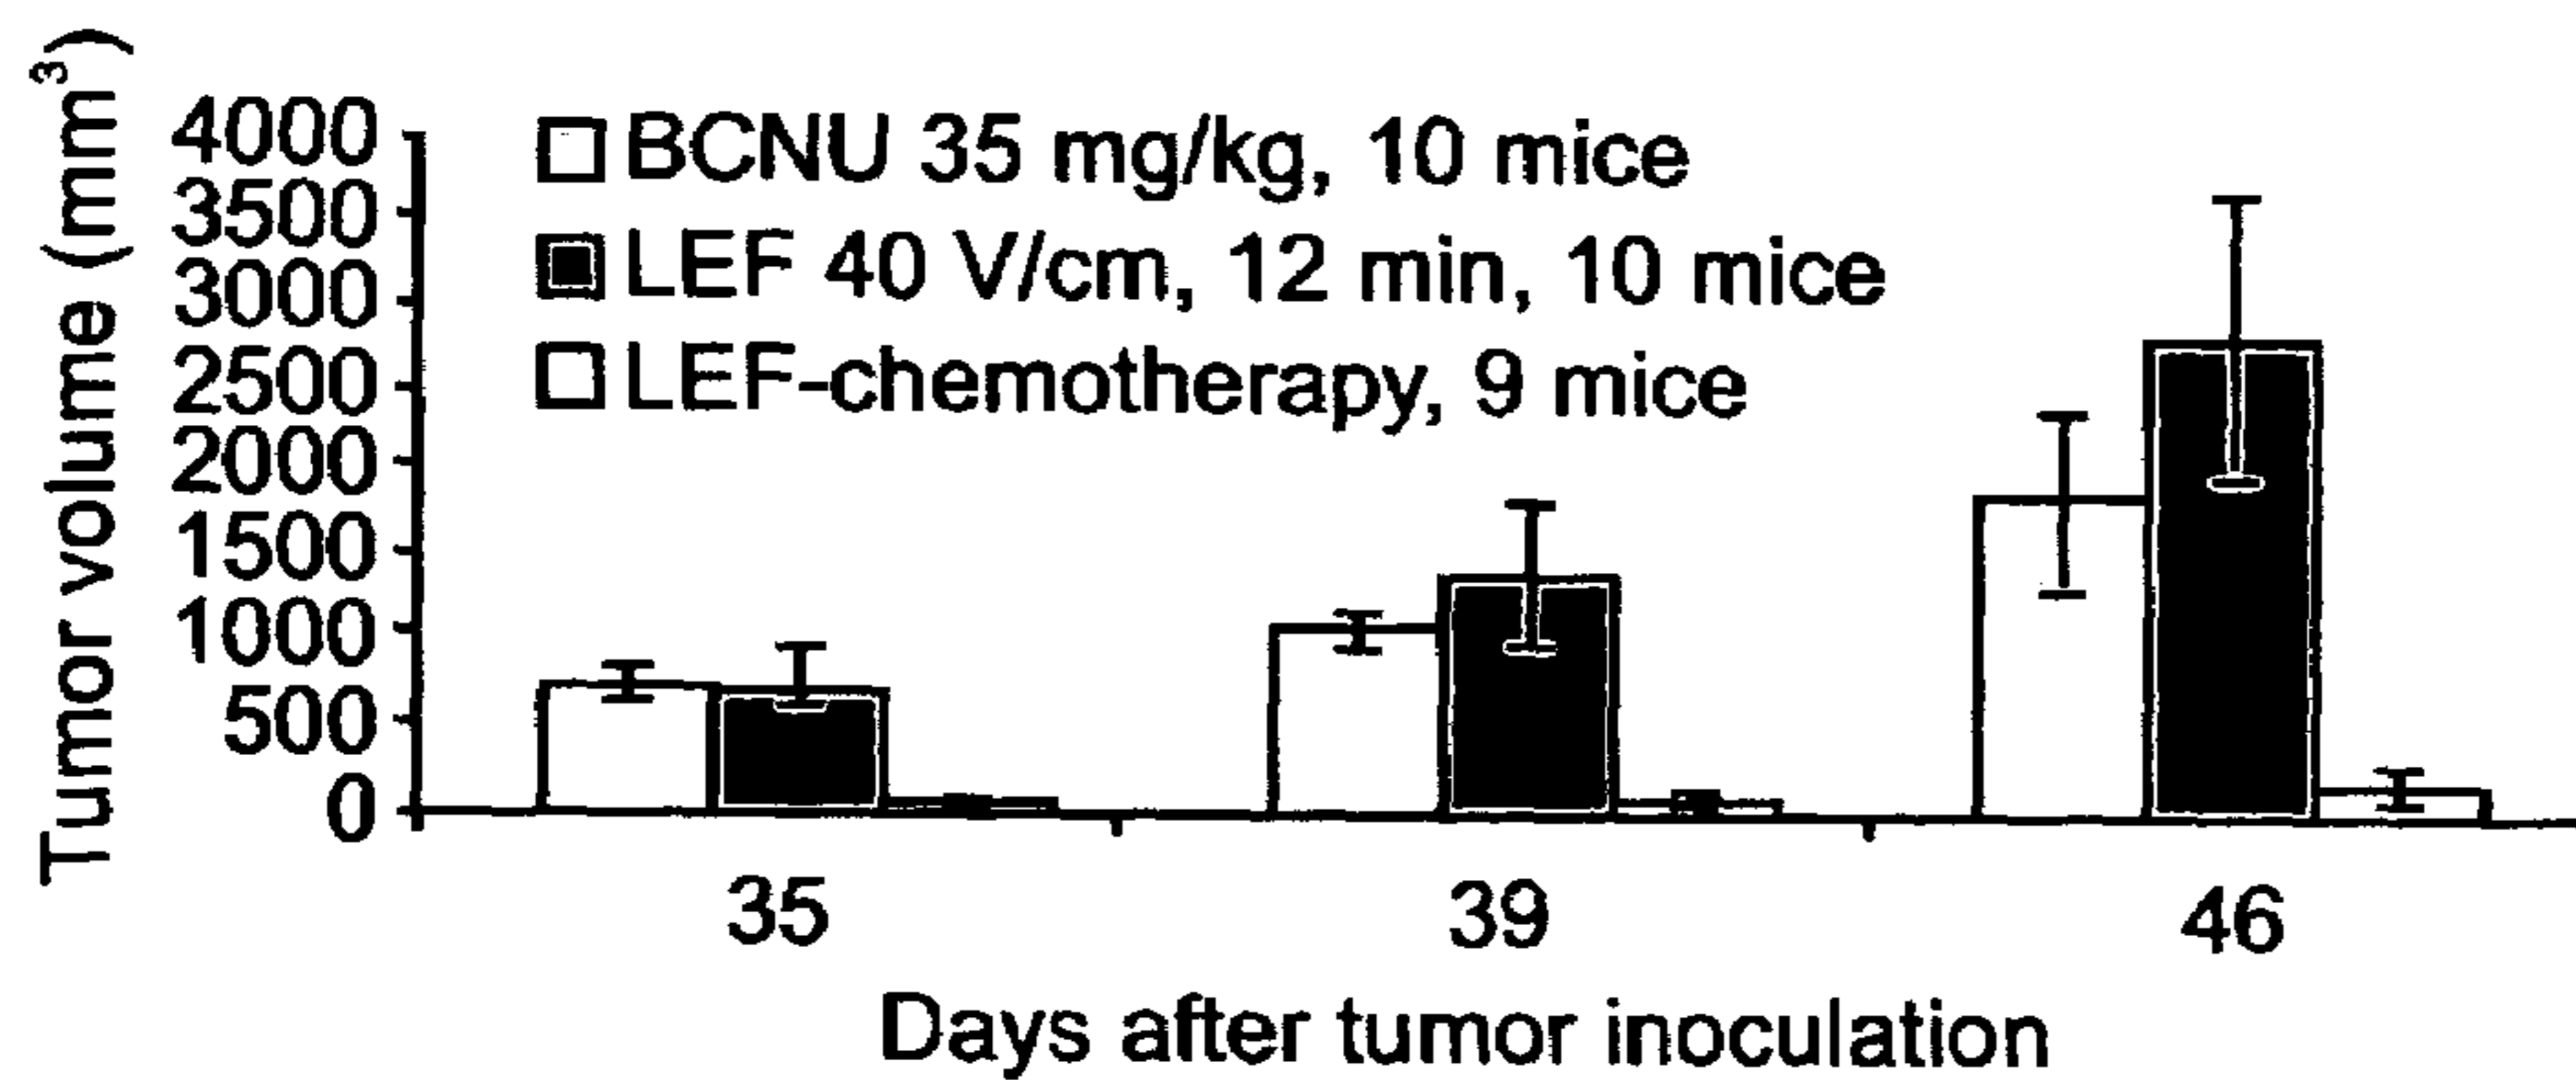 Tumor volume (mm³)
4000
3500
3000
2500
2000
1500
1000
500
0
BCNU 35 mg/kg, 10 mice
LEF 40 V/cm, 12 min, 10 mice
LEF-chemotherapy, 9 mice
35 39 46
Days after tumor inoculation